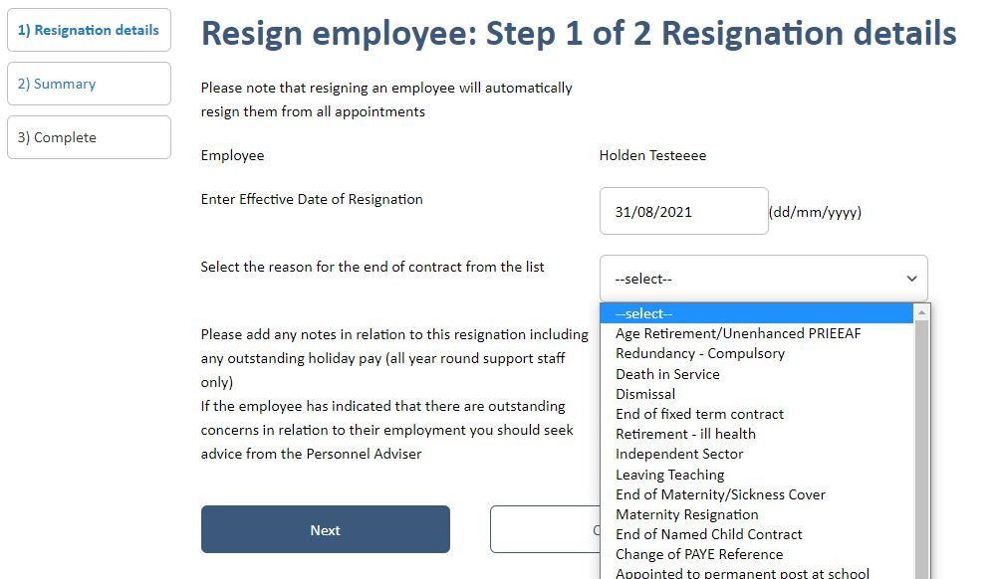 1) Resignation details
2) Summary
3) Complete
Resign employee: Step 1 of 2 Resignation details
Please note that resigning an employee will automatically
resign them from all appointments
Employee
Holden Testeeee
Enter Effective Date of Resignation
31/08/2021
(dd/mm/yyyy)
Select the reason for the end of contract from the list
--select--
--select--
Age Retirement/Unenhanced PRIEEAF
Redundancy - Compulsory
Death in Service
Dismissal
End of fixed term contract
Retirement - ill health
Independent Sector
Leaving Teaching
End of Maternity/Sickness Cover
Maternity Resignation
End of Named Child Contract
Change of PAYE Reference
Appointed to permanent post at school
Please add any notes in relation to this resignation including
any outstanding holiday pay (all year round support staff
only)
If the employee has indicated that there are outstanding
concerns in relation to their employment you should seek
advice from the Personnel Adviser
Next